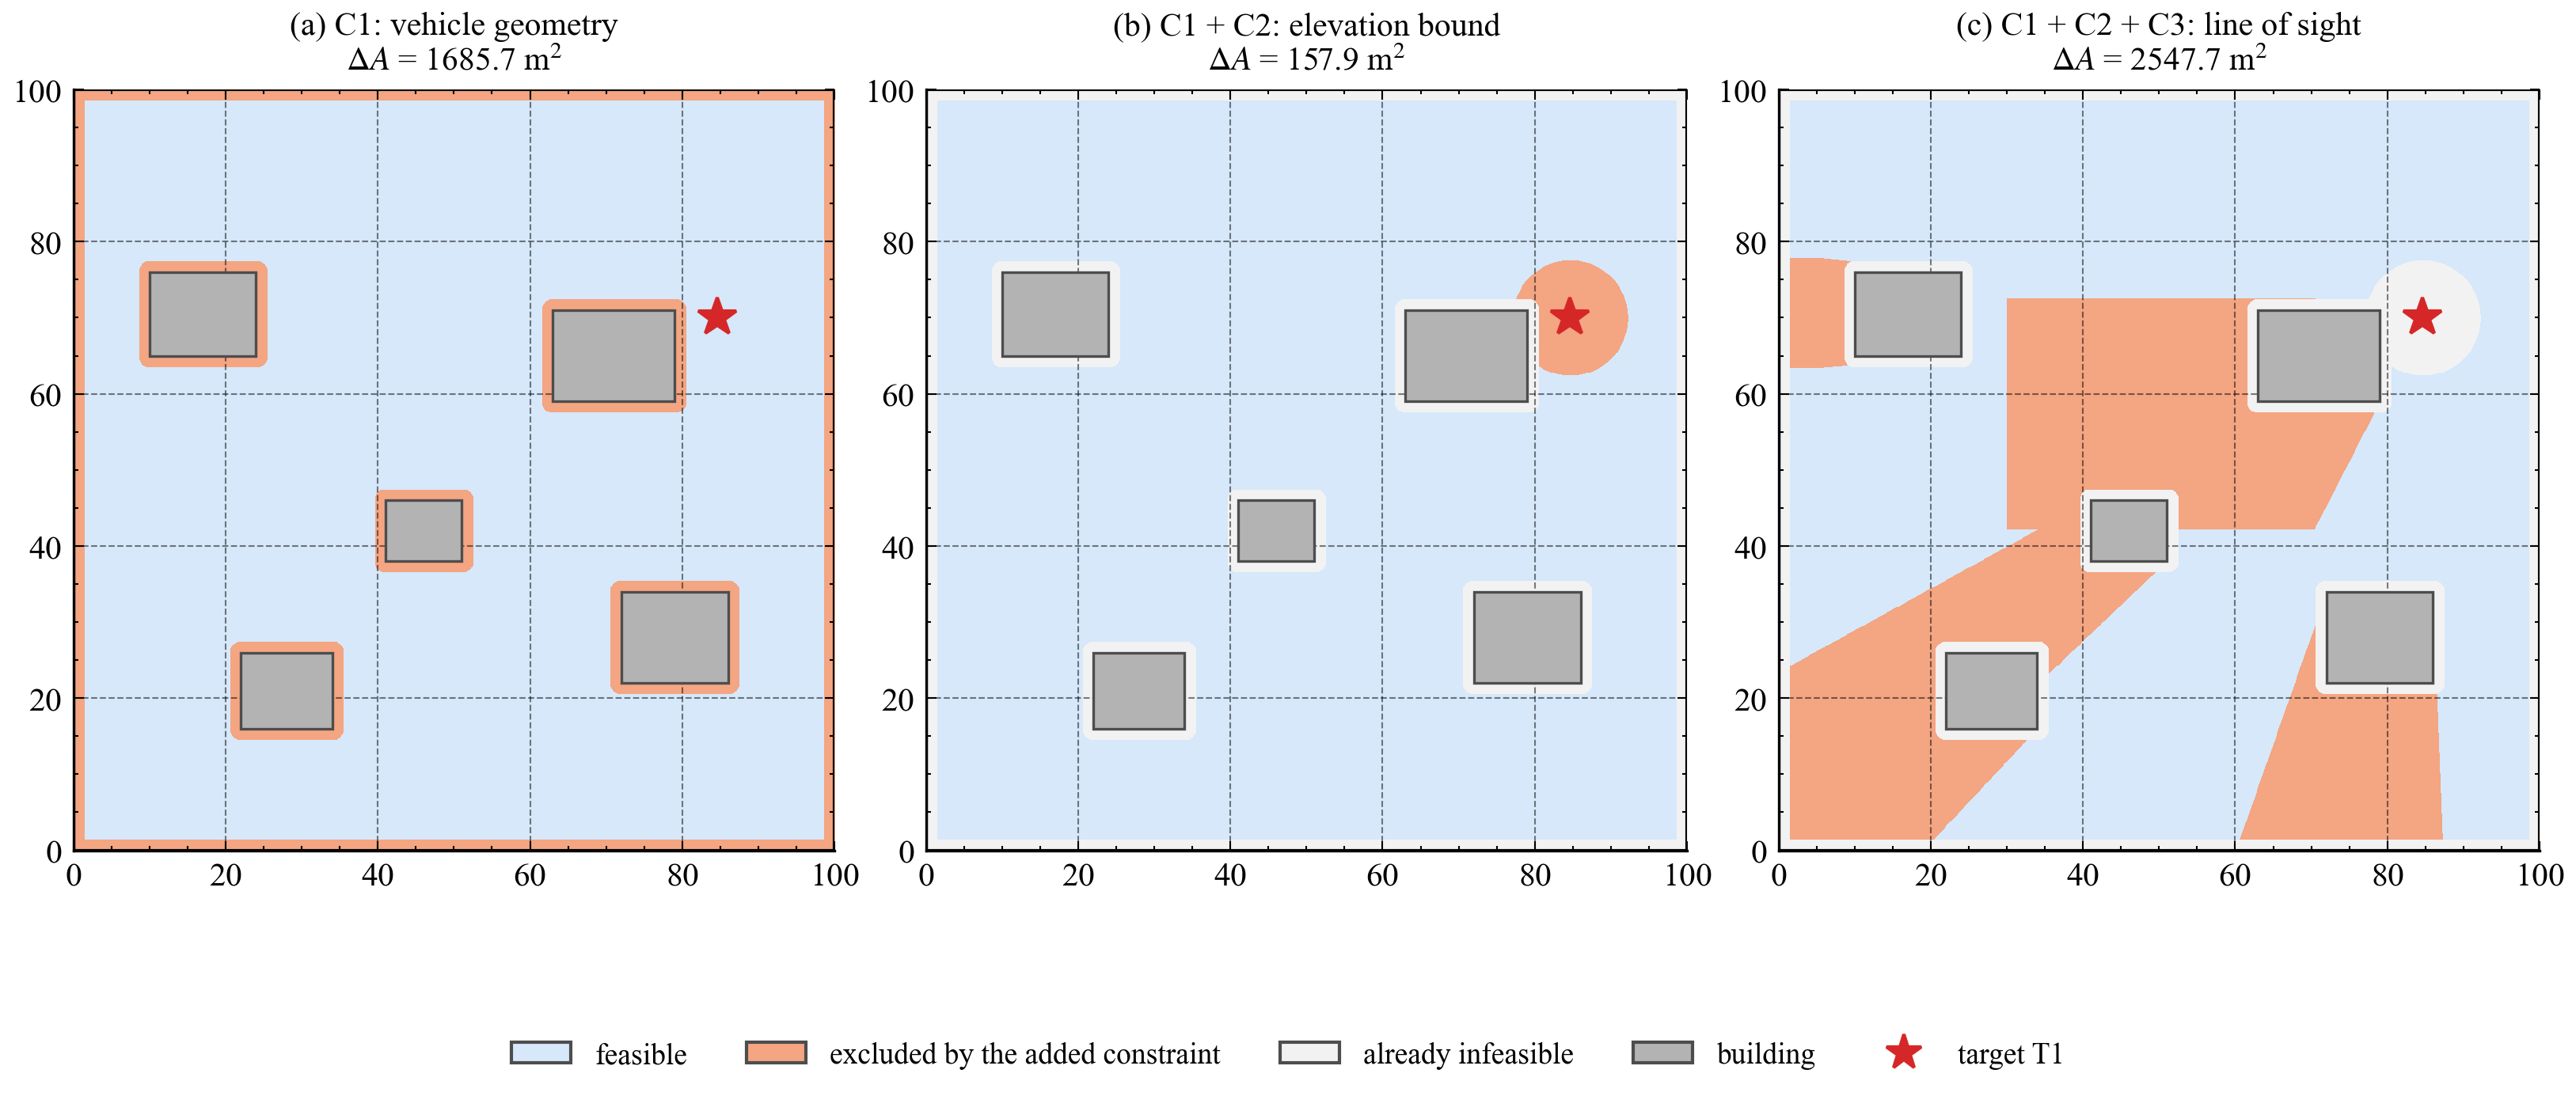 (a) C1: vehicle geometry
ΔA = 1685.7 m²
(b) C1 + C2: elevation bound
ΔA = 157.9 m²
(c) C1 + C2 + C3: line of sight
ΔA = 2547.7 m²
100
80
60
40
20
0
0 20 40 60 80 100
100
80
60
40
20
0
0 20 40 60 80 100
100
80
60
40
20
0
0 20 40 60 80 100
feasible
excluded by the added constraint
already infeasible
building
target T1